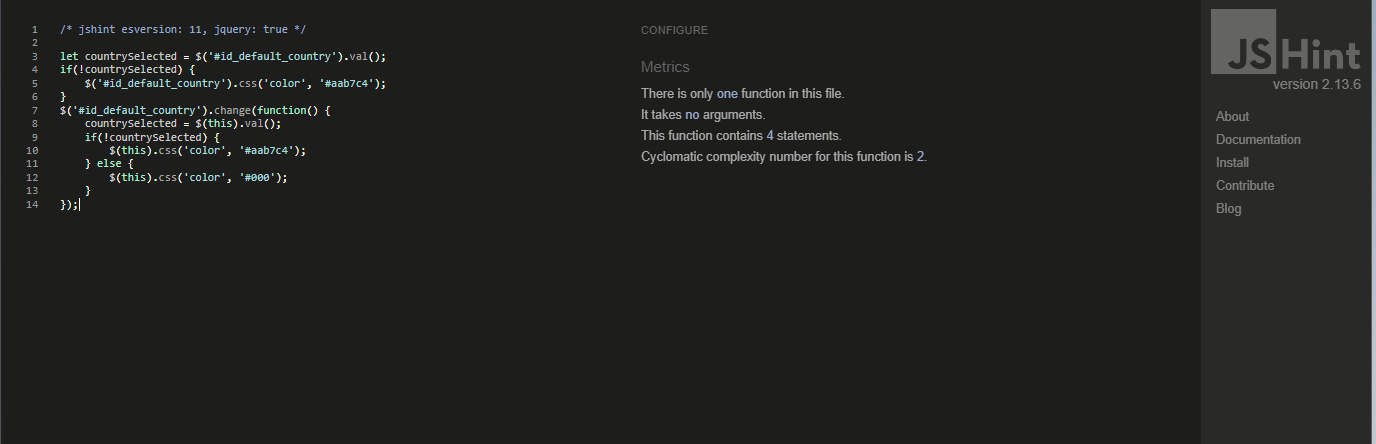 1 /* jshint esversion: 11, jquery: true */
2
3 let countrySelected = $('#id_default_country').val();
4 if(!countrySelected) {
5     $('#id_default_country').css('color', '#aab7c4');
6 }
7 $('#id_default_country').change(function() {
8     countrySelected = $(this).val();
9     if(!countrySelected) {
10         $(this).css('color', '#aab7c4');
11     } else {
12         $(this).css('color', '#000');
13     }
14 });
CONFIGURE
Metrics
There is only one function in this file.
It takes no arguments.
This function contains 4 statements.
Cyclomatic complexity number for this function is 2.
JSHint
version 2.13.6
About
Documentation
Install
Contribute
Blog